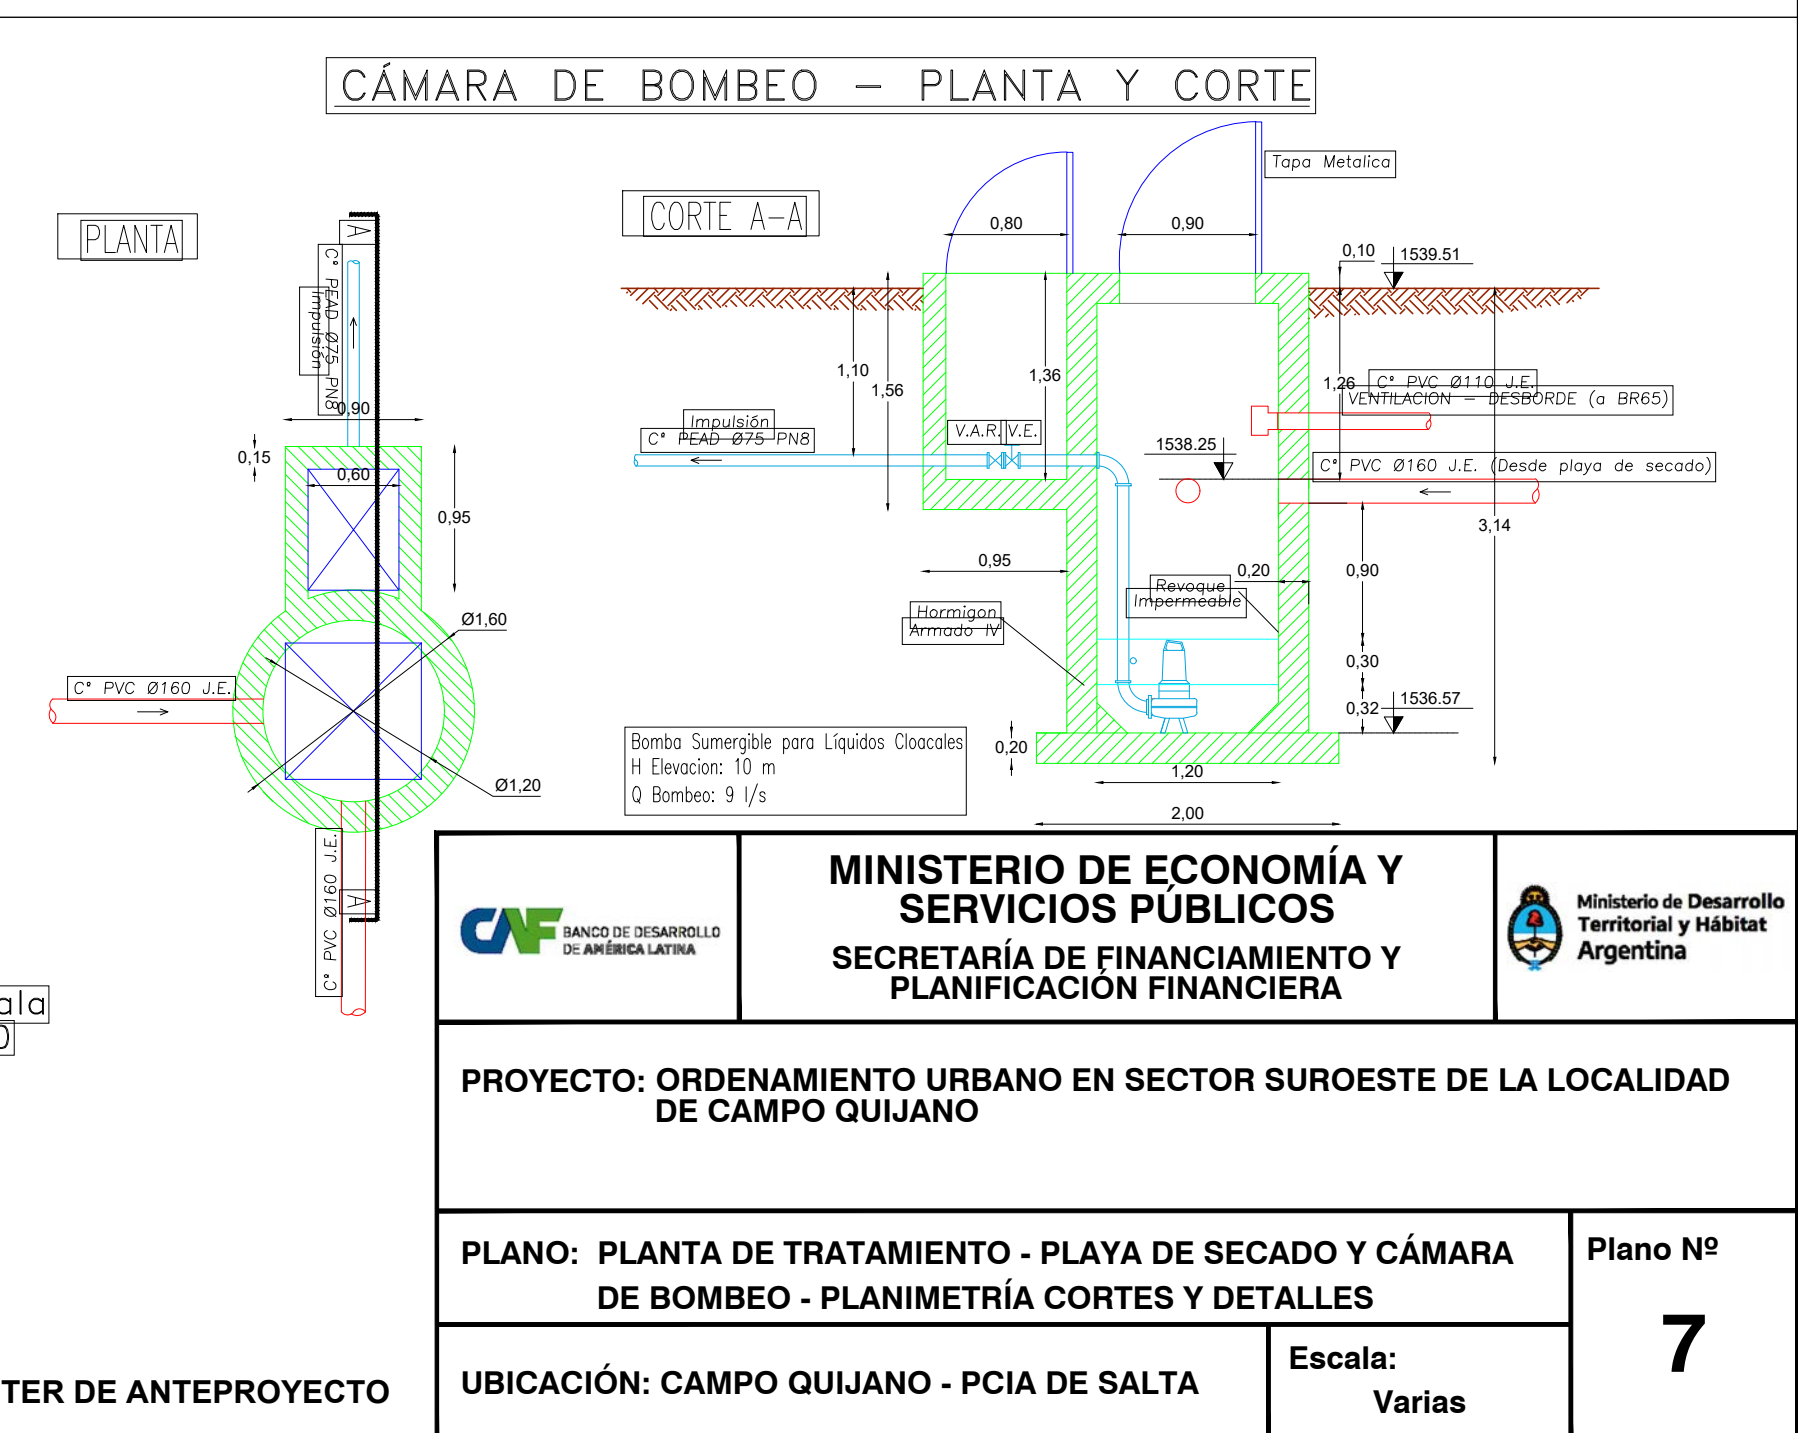 CÁMARA DE BOMBEO - PLANTA Y CORTE
PLANTA
A
C° PEAD Ø75 PN8
Impulsión
0,90
0,15
0,60
0,95
Ø1,60
C° PVC Ø160 J.E.
Ø1,20
C° PVC Ø160 J.E.
A
CORTE A-A
Tapa Metalica
0,80
0,90
0,10
1539.51
1,10
1,56
1,36
1,26
C° PVC Ø110 J.E.
VENTILACION - DESBORDE (a BR65)
Impulsión
C° PEAD Ø75 PN8
V.A.R.
V.E.
1538.25
C° PVC Ø160 J.E. (Desde playa de secado)
3,14
0,95
0,20
0,90
Revoque
Impermeable
Hormigon
Armado IV
0,30
0,32
1536.57
0,20
1,20
2,00
Bomba Sumergible para Líquidos Cloacales
H Elevacion: 10 m
Q Bombeo: 9 l/s
ala
TER DE ANTEPROYECTO
CAF BANCO DE DESARROLLO
DE AMÉRICA LATINA
MINISTERIO DE ECONOMÍA Y
SERVICIOS PÚBLICOS
SECRETARÍA DE FINANCIAMIENTO Y
PLANIFICACIÓN FINANCIERA
Ministerio de Desarrollo
Territorial y Hábitat
Argentina
PROYECTO: ORDENAMIENTO URBANO EN SECTOR SUROESTE DE LA LOCALIDAD
DE CAMPO QUIJANO
PLANO: PLANTA DE TRATAMIENTO - PLAYA DE SECADO Y CÁMARA
DE BOMBEO - PLANIMETRÍA CORTES Y DETALLES
Plano Nº
7
UBICACIÓN: CAMPO QUIJANO - PCIA DE SALTA
Escala:
Varias